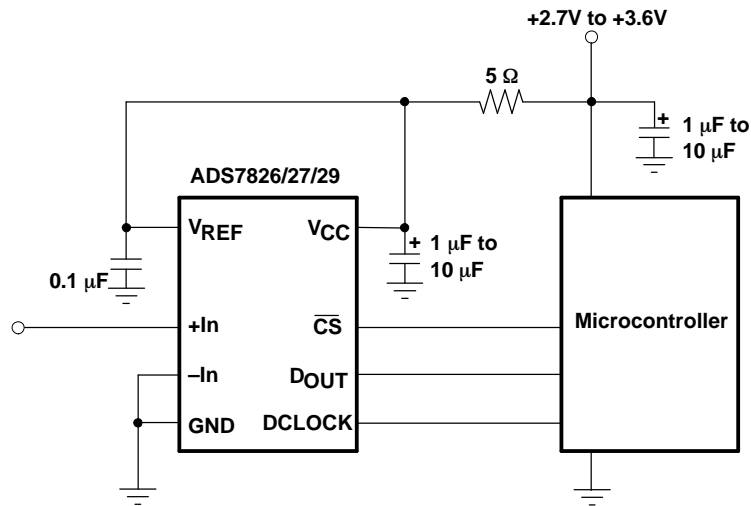 +2.7V to +3.6V
5 Ω
+ 1 μF to
10 μF
ADS7826/27/29
VREF
VCC
+ 1 μF to
10 μF
0.1 μF
+In
CS
Microcontroller
–In
DOUT
GND
DCLOCK